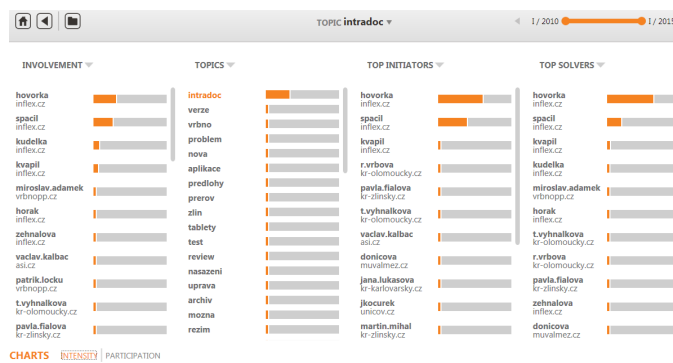 TOPIC intradoc
I / 2010
I / 2015
INVOLVEMENT
hovorka
inflex.cz
spacil
inflex.cz
kudelka
inflex.cz
kvapil
inflex.cz
miroslav.adamek
vrbnopp.cz
horak
inflex.cz
zehnalova
inflex.cz
vaclav.kalbac
asi.cz
patrik.locku
vrbnopp.cz
t.vyhnalkova
kr-olomoucky.cz
pavla.fialova
kr-zlinsky.cz
TOPICS
intradoc
verze
vrbno
problem
nova
aplikace
predlohy
prerov
zlin
tablety
test
review
nasazeni
uprava
archiv
mozna
rezim
TOP INITIATORS
hovorka
inflex.cz
spacil
inflex.cz
kvapil
inflex.cz
r.vrbova
kr-olomoucky.cz
pavla.fialova
kr-zlinsky.cz
t.vyhnalkova
kr-olomoucky.cz
vaclav.kalbac
asi.cz
donicova
muvalmez.cz
jana.lukasova
kr-karlovarsky.cz
jkocurek
unicov.cz
martin.mihal
kr-zlinsky.cz
TOP SOLVERS
hovorka
inflex.cz
spacil
inflex.cz
kvapil
inflex.cz
kudelka
inflex.cz
miroslav.adamek
vrbnopp.cz
horak
inflex.cz
t.vyhnalkova
kr-olomoucky.cz
r.vrbova
kr-olomoucky.cz
pavla.fialova
kr-zlinsky.cz
zehnalova
inflex.cz
donicova
muvalmez.cz
CHARTS INTENSITY PARTICIPATION